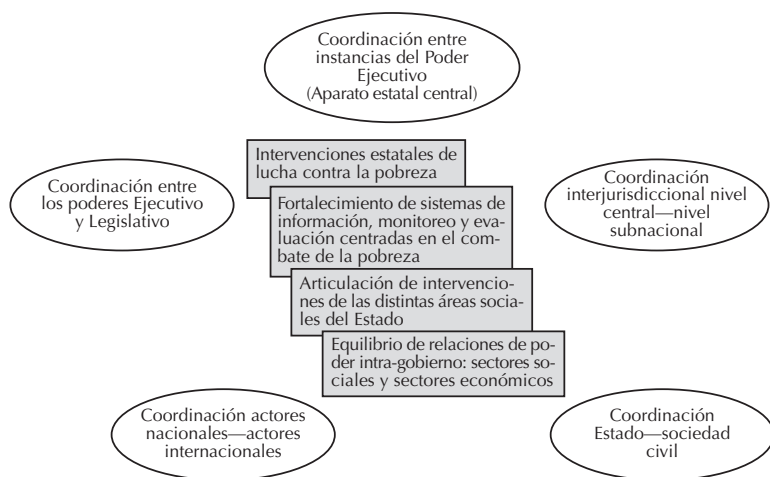 Coordinación entre
instancias del Poder
Ejecutivo
(Aparato estatal central)
Coordinación entre
los poderes Ejecutivo
y Legislativo
Intervenciones estatales de
lucha contra la pobreza
Fortalecimiento de sistemas de
información, monitoreo y eva-
luación centradas en el com-
bate de la pobreza
Articulación de intervencio-
nes de las distintas áreas socia-
les del Estado
Equilibrio de relaciones de po-
der intra-gobierno: sectores so-
ciales y sectores económicos
Coordinación
interjurisdiccional nivel
central—nivel
subnacional
Coordinación actores
nacionales—actores
internacionales
Coordinación
Estado—sociedad
civil